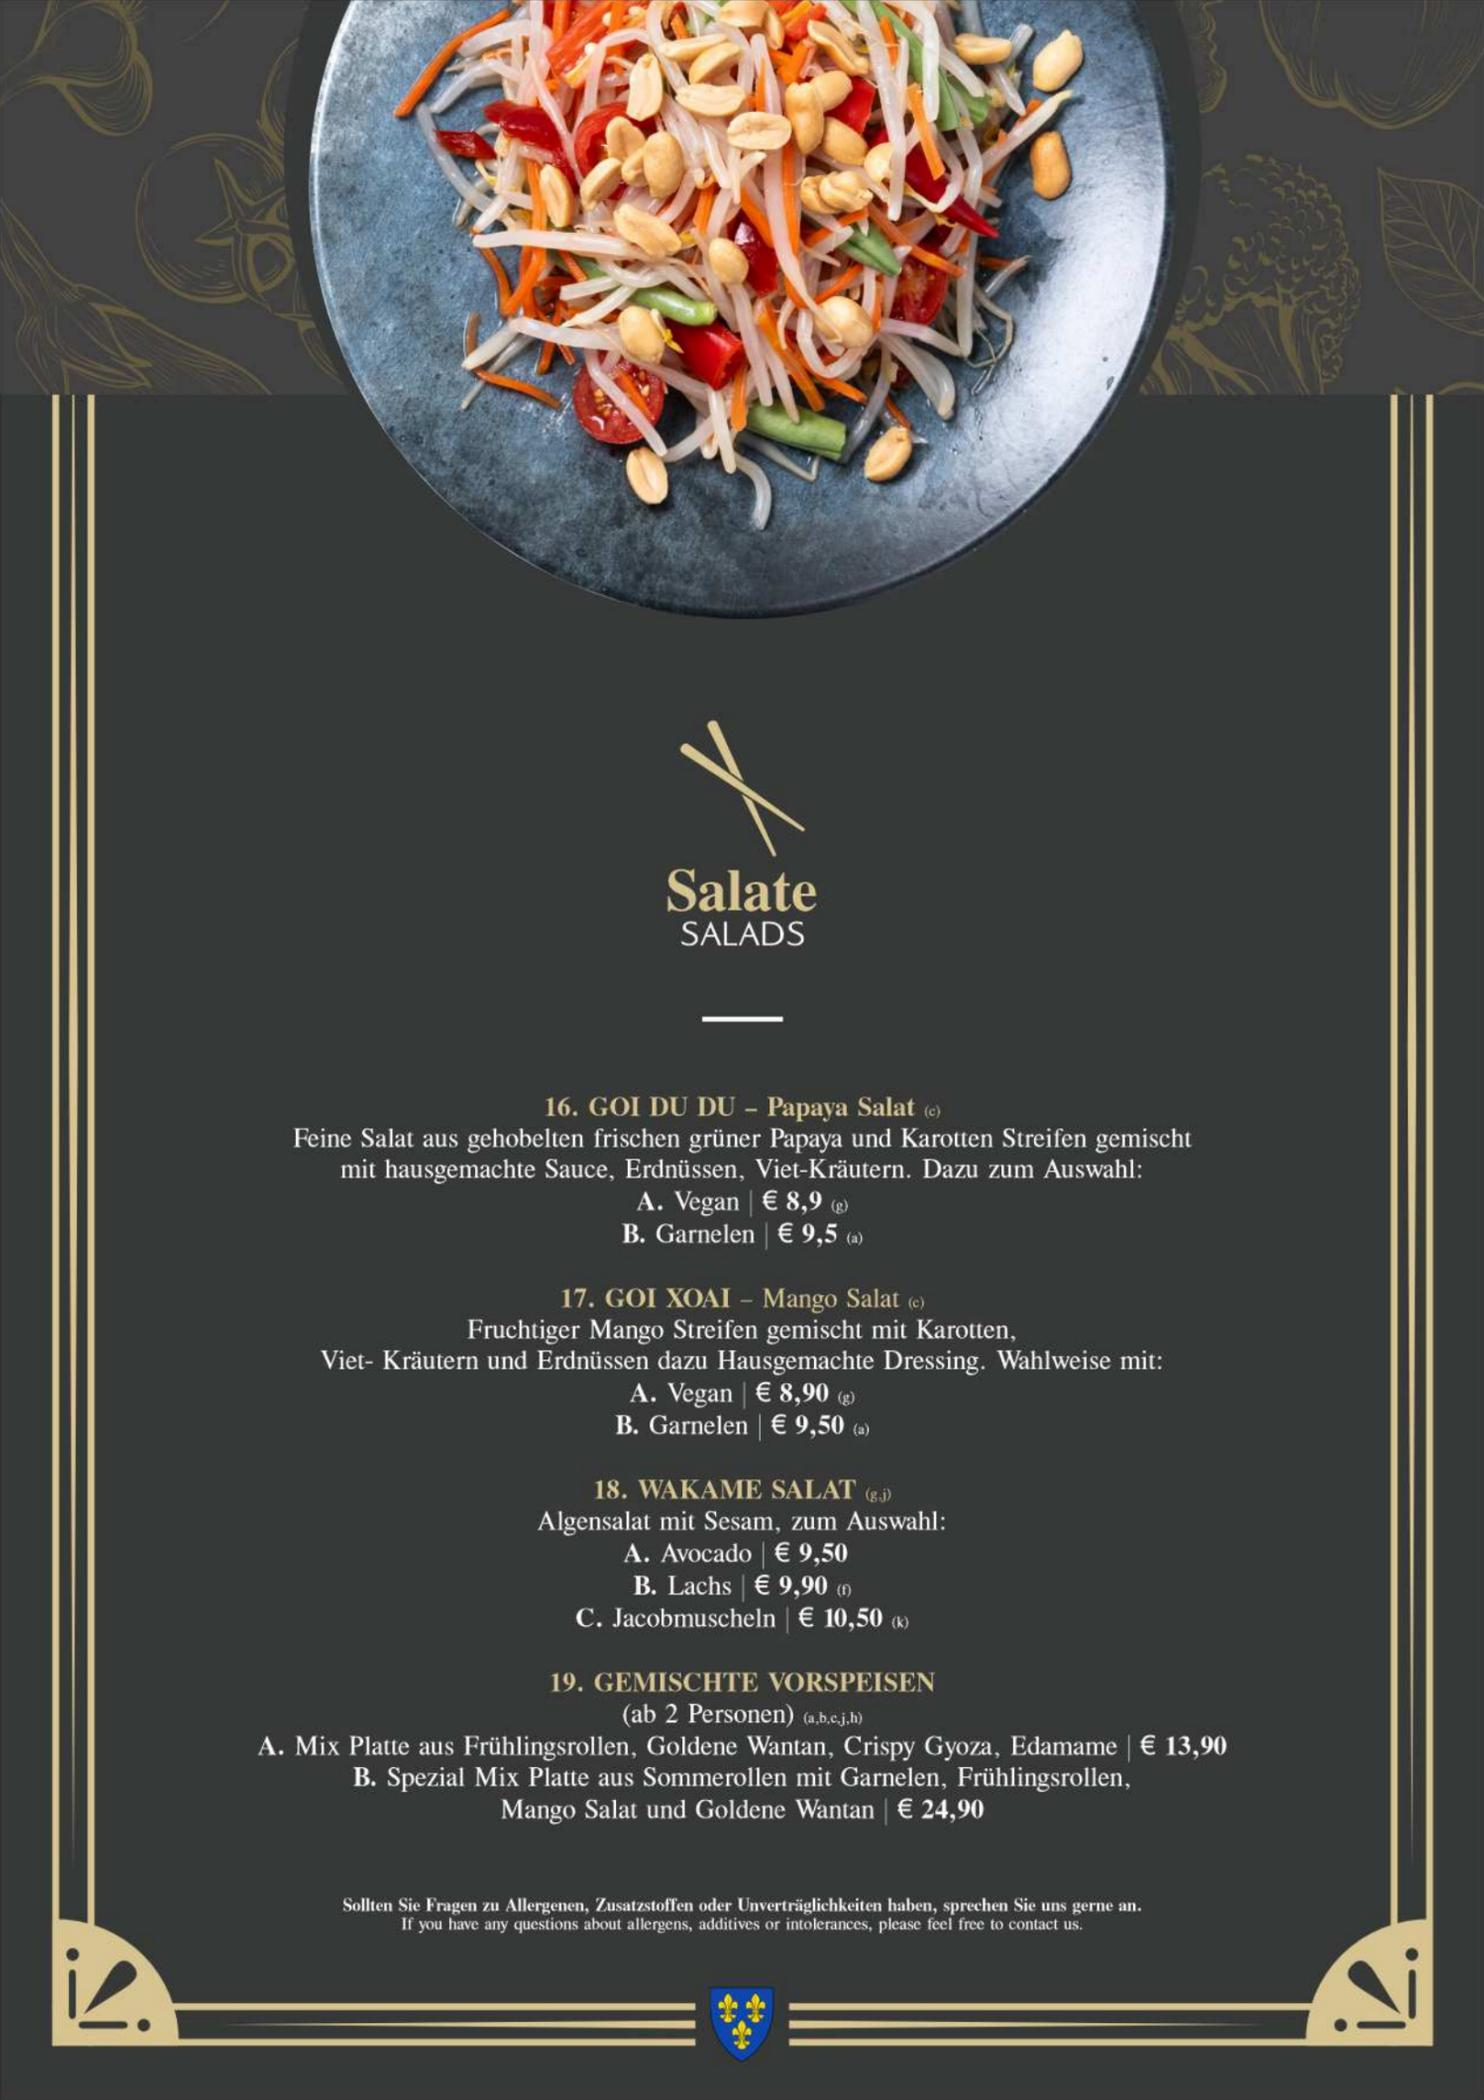 Salate
SALADS
16. GOI DU DU – Papaya Salat (c)
Feine Salat aus gehobelten frischen grüner Papaya und Karotten Streifen gemischt
mit hausgemachte Sauce, Erdnüssen, Viet-Kräutern. Dazu zum Auswahl:
A. Vegan | € 8,9 (g)
B. Garnelen | € 9,5 (a)
17. GOI XOAI – Mango Salat (c)
Fruchtiger Mango Streifen gemischt mit Karotten,
Viet- Kräutern und Erdnüssen dazu Hausgemachte Dressing. Wahlweise mit:
A. Vegan | € 8,90 (g)
B. Garnelen | € 9,50 (a)
18. WAKAME SALAT (g,j)
Algensalat mit Sesam, zum Auswahl:
A. Avocado | € 9,50
B. Lachs | € 9,90 (f)
C. Jacobmuscheln | € 10,50 (k)
19. GEMISCHTE VORSPEISEN
(ab 2 Personen) (a,b,c,j,h)
A. Mix Platte aus Frühlingsrollen, Goldene Wantan, Crispy Gyoza, Edamame | € 13,90
B. Spezial Mix Platte aus Sommerollen mit Garnelen, Frühlingsrollen,
Mango Salat und Goldene Wantan | € 24,90
Sollten Sie Fragen zu Allergenen, Zusatzstoffen oder Unverträglichkeiten haben, sprechen Sie uns gerne an.
If you have any questions about allergens, additives or intolerances, please feel free to contact us.